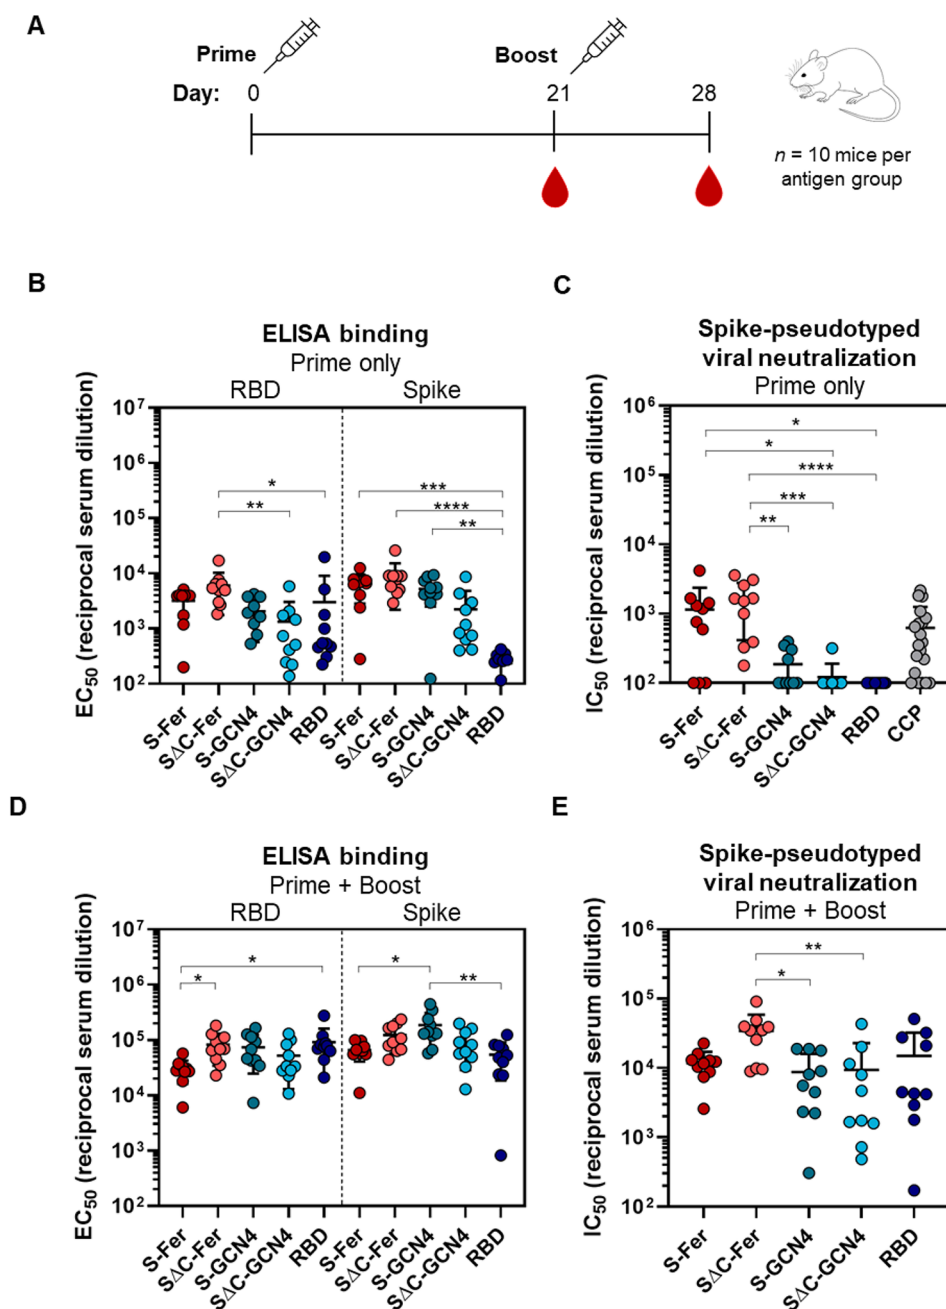 A
Prime
Boost
Day: 0 21 28
n = 10 mice per
antigen group
B
ELISA binding
Prime only
RBD Spike
EC50 (reciprocal serum dilution)
10^7
10^6
10^5
10^4
10^3
10^2
* ** *** **** **
S-Fer SΔC-Fer S-GCN4 SΔC-GCN4 RBD S-Fer SΔC-Fer S-GCN4 SΔC-GCN4 RBD
C
Spike-pseudotyped
viral neutralization
Prime only
IC50 (reciprocal serum dilution)
10^6
10^5
10^4
10^3
10^2
*
*
****
***
**
S-Fer SΔC-Fer S-GCN4 SΔC-GCN4 RBD CCP
D
ELISA binding
Prime + Boost
RBD Spike
EC50 (reciprocal serum dilution)
10^7
10^6
10^5
10^4
10^3
10^2
* * * **
S-Fer SΔC-Fer S-GCN4 SΔC-GCN4 RBD S-Fer SΔC-Fer S-GCN4 SΔC-GCN4 RBD
E
Spike-pseudotyped
viral neutralization
Prime + Boost
IC50 (reciprocal serum dilution)
10^6
10^5
10^4
10^3
10^2
**
*
S-Fer SΔC-Fer S-GCN4 SΔC-GCN4 RBD